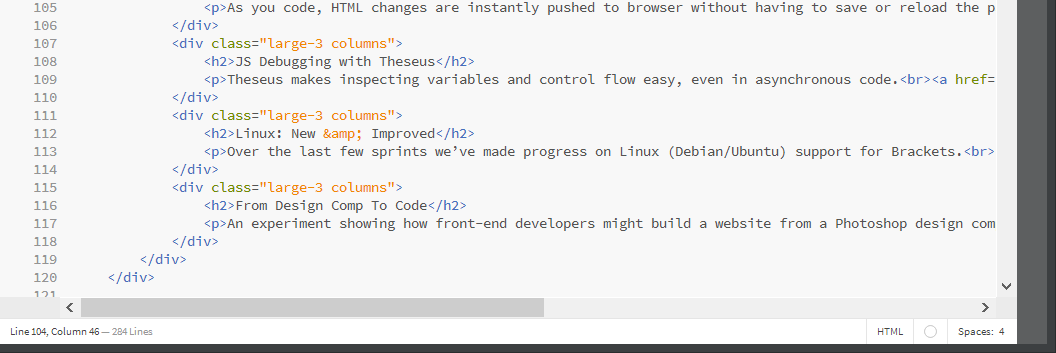 105 <p>As you code, HTML changes are instantly pushed to browser without having to save or reload the p
106 </div>
107 <div class="large-3 columns">
108 <h2>JS Debugging with Theseus</h2>
109 <p>Theseus makes inspecting variables and control flow easy, even in asynchronous code.<br><a href=
110 </div>
111 <div class="large-3 columns">
112 <h2>Linux: New &amp; Improved</h2>
113 <p>Over the last few sprints we’ve made progress on Linux (Debian/Ubuntu) support for Brackets.<br>
114 </div>
115 <div class="large-3 columns">
116 <h2>From Design Comp To Code</h2>
117 <p>An experiment showing how front-end developers might build a website from a Photoshop design com
118 </div>
119 </div>
120 </div>
121
Line 104, Column 46 — 284 Lines HTML Spaces: 4